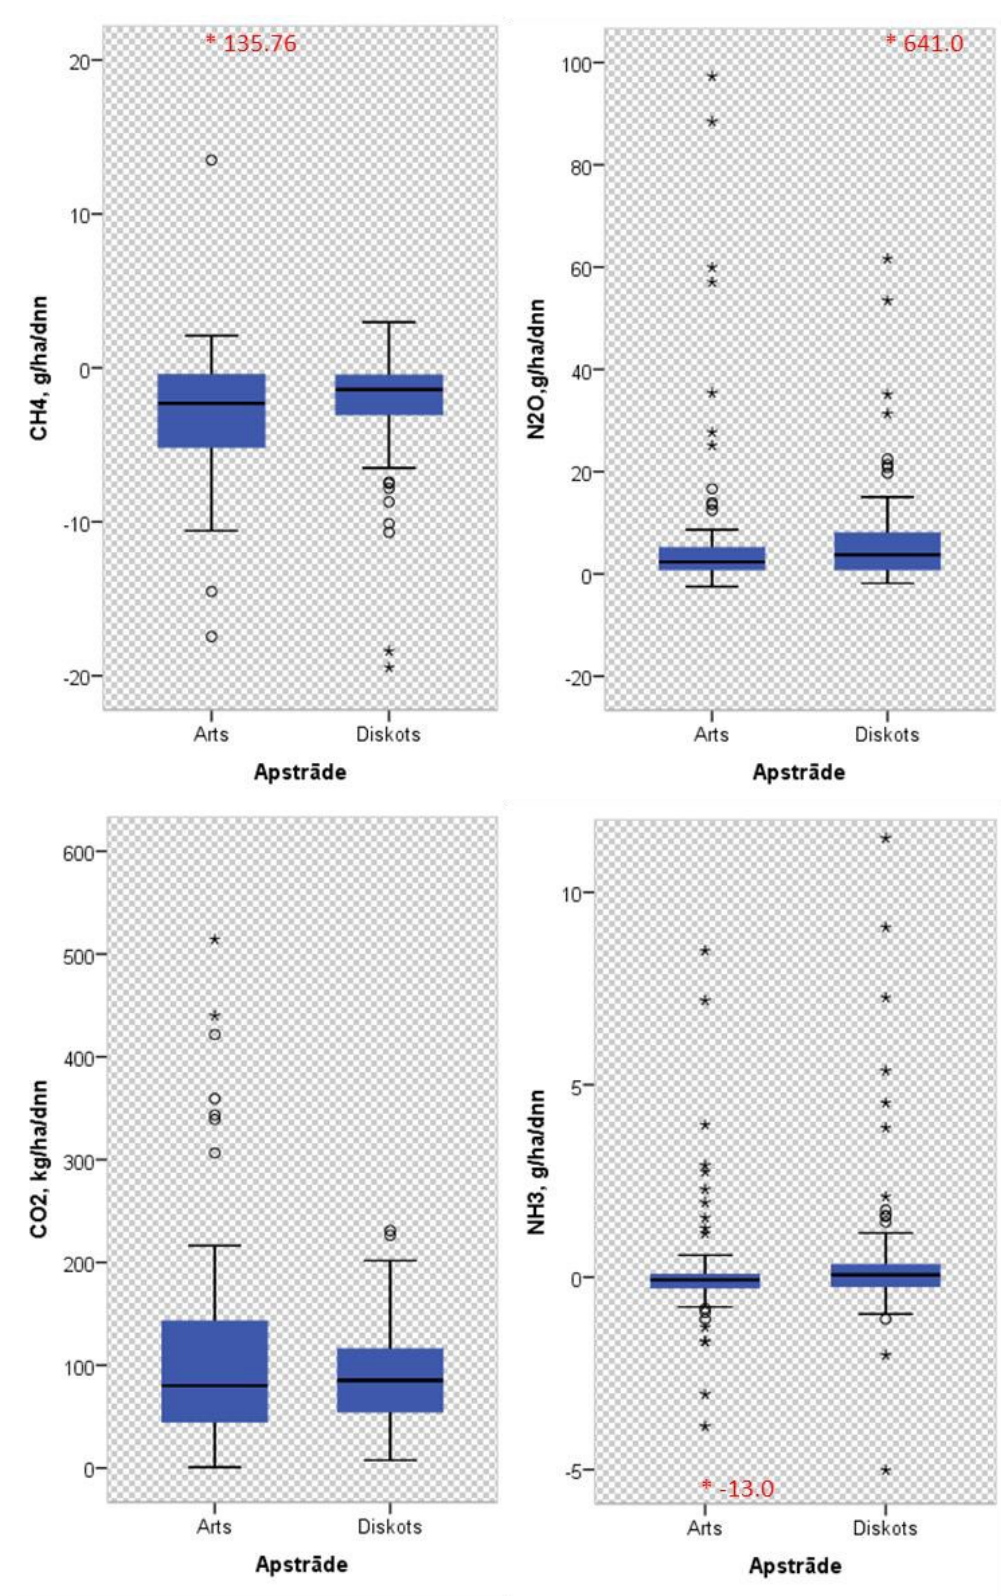 * 135.76
20
10
0
-10
-20
CH4, g/ha/dnn
Arts Diskots
Apstrāde
* 641.0
100
80
60
40
20
0
-20
N2O,g/ha/dnn
Arts Diskots
Apstrāde
600
500
400
300
200
100
0
CO2, kg/ha/dnn
Arts Diskots
Apstrāde
10
5
0
-5
NH3, g/ha/dnn
* -13.0
Arts Diskots
Apstrāde